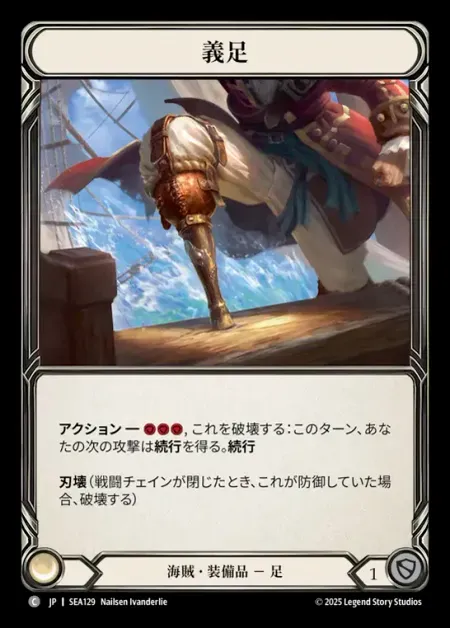 義足
アクション ー , これを破壊する：このターン、あな
たの次の攻撃は続行を得る。続行
刃壊（戦闘チェインが閉じたとき、これが防御していた場
合、破壊する）
海賊・装備品 － 足
1
C JP | SEA129 Nailsen Ivanderlie
© 2025 Legend Story Studios